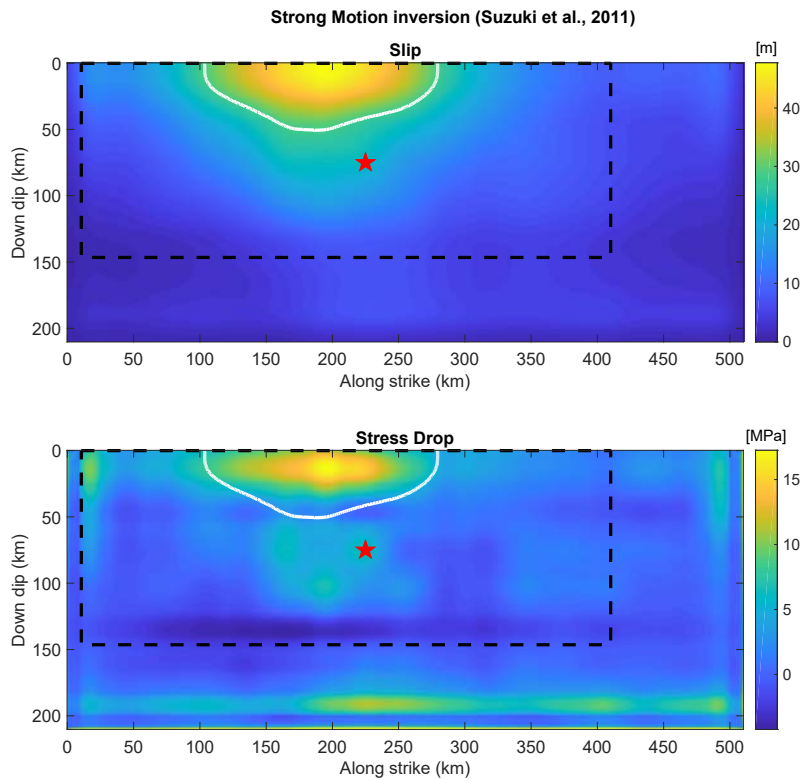 Strong Motion inversion (Suzuki et al., 2011)
Slip
[m]
0
50
100
150
200
Down dip (km)
0 50 100 150 200 250 300 350 400 450 500
Along strike (km)
40
30
20
10
0
Stress Drop
[MPa]
0
50
100
150
200
Down dip (km)
0 50 100 150 200 250 300 350 400 450 500
Along strike (km)
15
10
5
0